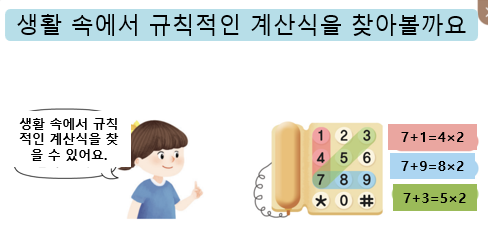 생활 속에서 규칙적인 계산식을 찾아볼까요
생활 속에서 규칙
적인 계산식을 찾
을 수 있어요.
1 2 3
4 5 6
7 8 9
* 0 #
7+1=4×2
7+9=8×2
7+3=5×2